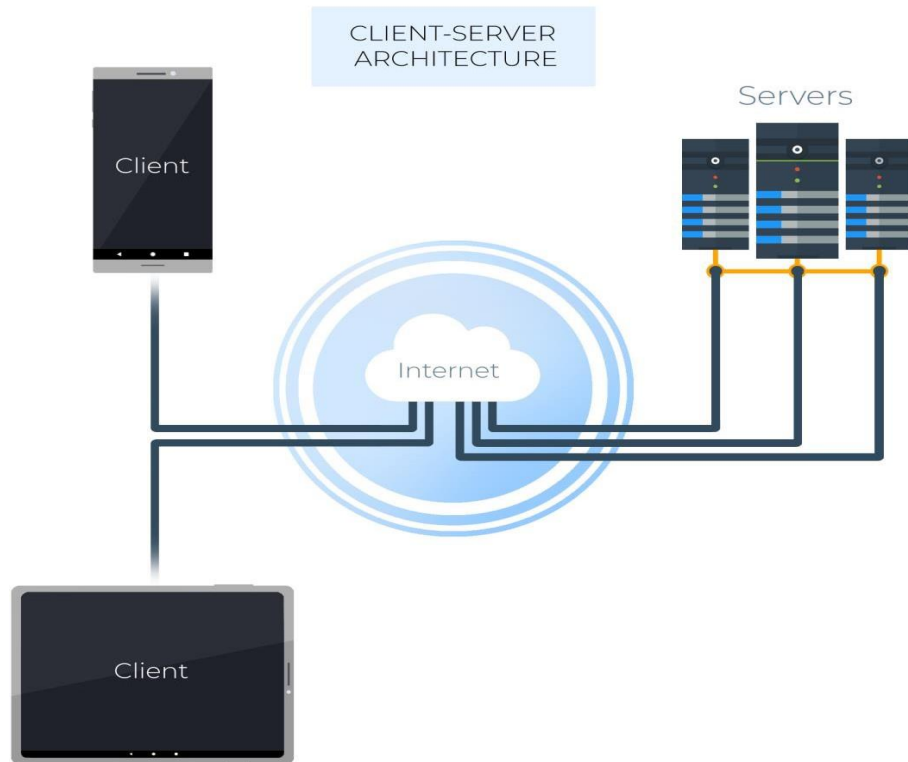 CLIENT-SERVER
ARCHITECTURE
Servers
Client
Internet
Client